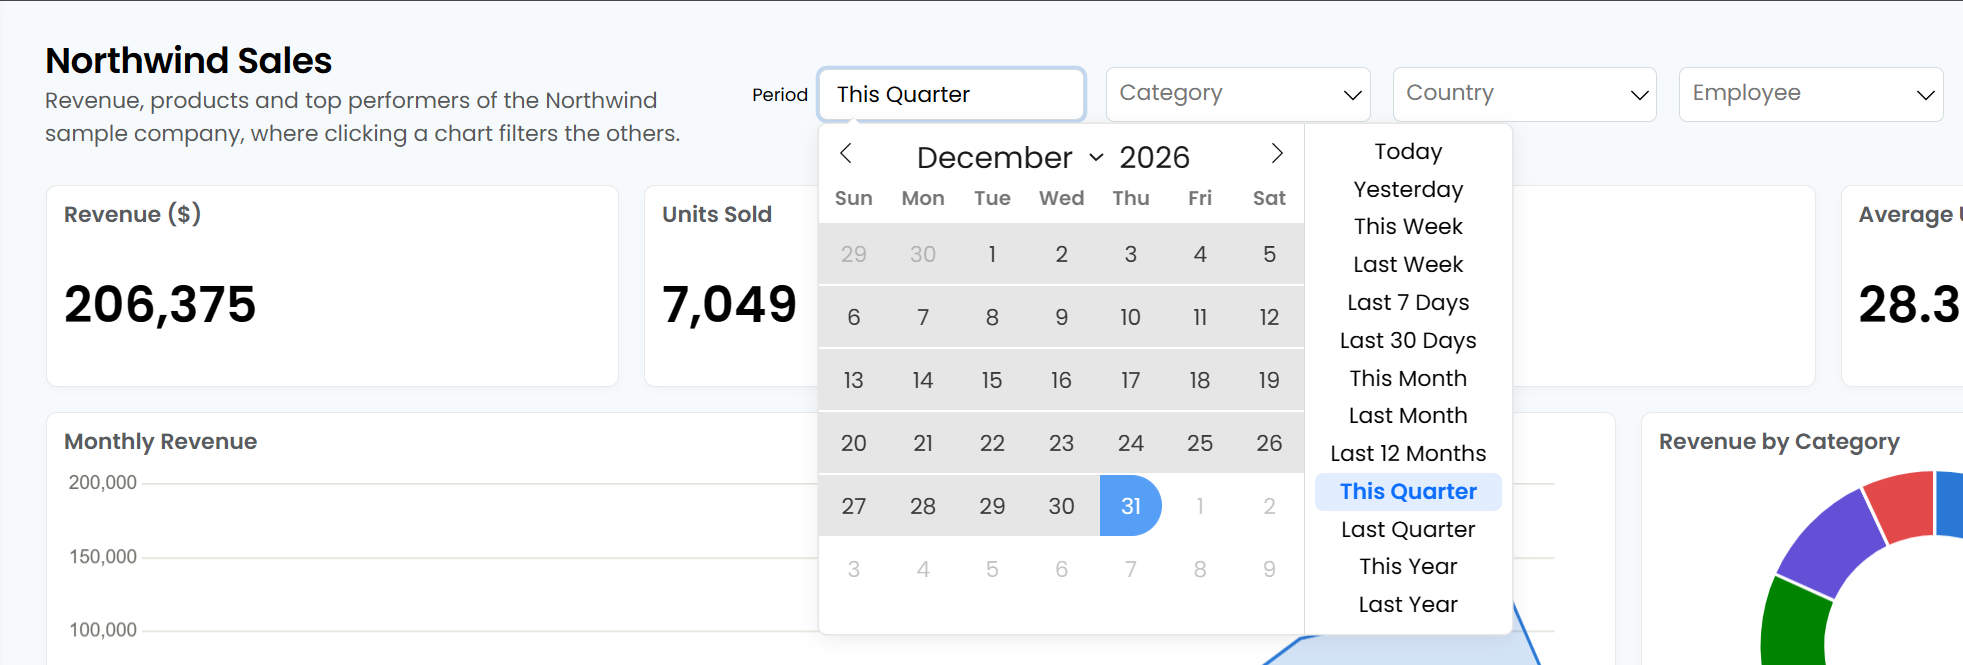 Northwind Sales
Revenue, products and top performers of the Northwind
sample company, where clicking a chart filters the others.
Period
This Quarter
Category
Country
Employee
December 2026
Sun Mon Tue Wed Thu Fri Sat
29 30 1 2 3 4 5
6 7 8 9 10 11 12
13 14 15 16 17 18 19
20 21 22 23 24 25 26
27 28 29 30 31 1 2
3 4 5 6 7 8 9
Today
Yesterday
This Week
Last Week
Last 7 Days
Last 30 Days
This Month
Last Month
Last 12 Months
This Quarter
Last Quarter
This Year
Last Year
Revenue ($)
206,375
Units Sold
7,049
Average
28.3
Monthly Revenue
200,000
150,000
100,000
Revenue by Category